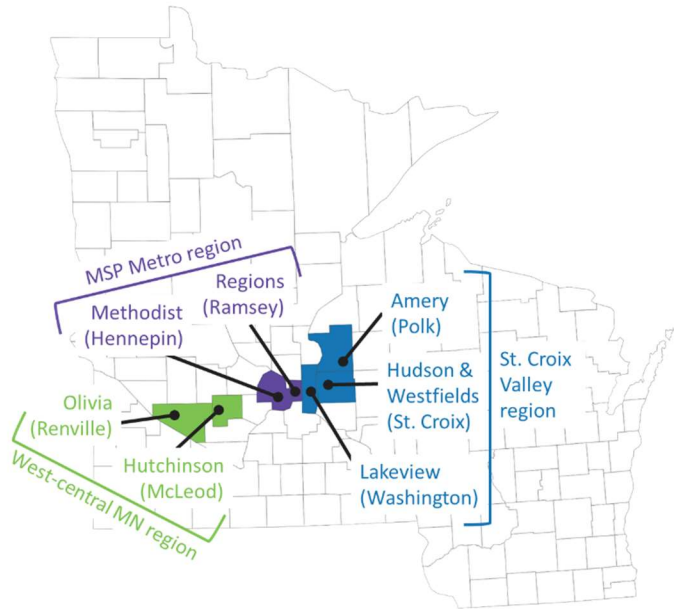 MSP Metro region
Regions
(Ramsey)
Methodist
(Hennepin)
Amery
(Polk)
Hudson &
Westfields
(St. Croix)
St. Croix
Valley
region
Olivia
(Renville)
Hutchinson
(McLeod)
Lakeview
(Washington)
West-central MN region